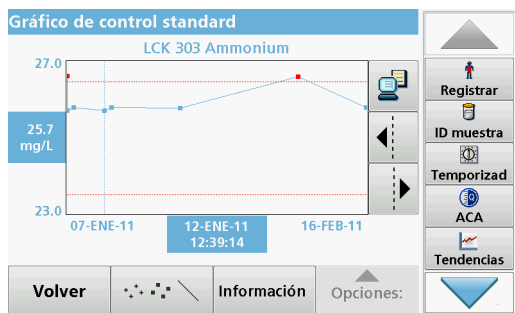 Gráfico de control standard
LCK 303 Ammonium
27.0
25.7
mg/L
23.0
07-ENE-11
12-ENE-11
12:39:14
16-FEB-11
Volver
Información
Opciones:
Registrar
ID muestra
Temporizad
ACA
Tendencias